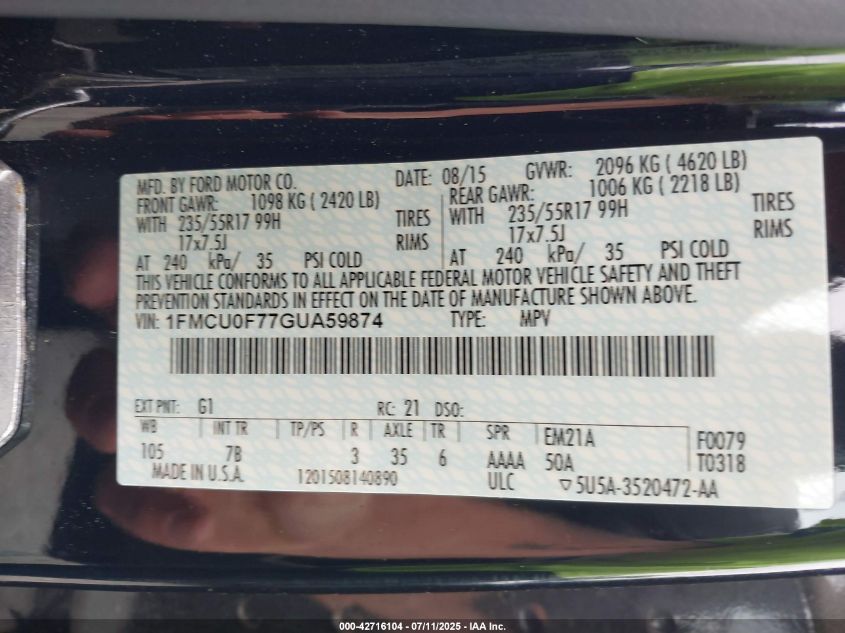 MFD. BY FORD MOTOR CO. DATE: 08/15 GVWR: 2096 KG ( 4620 LB)
FRONT GAWR: 1098 KG ( 2420 LB) REAR GAWR: 1006 KG ( 2218 LB)
WITH 235/55R17 99H TIRES WITH 235/55R17 99H TIRES
17x7.5J RIMS 17x7.5J RIMS
AT 240 kPa/ 35 PSI COLD AT 240 kPa/ 35 PSI COLD
THIS VEHICLE CONFORMS TO ALL APPLICABLE FEDERAL MOTOR VEHICLE SAFETY AND THEFT
PREVENTION STANDARDS IN EFFECT ON THE DATE OF MANUFACTURE SHOWN ABOVE.
VIN: 1FMCU0F77GUA59874 TYPE: MPV
EXT PNT: G1 RC: 21 DSO:
WB INT TR TP/PS R AXLE TR SPR EM21A F0079
105 7B 3 35 6 AAAA 50A T0318
MADE IN U.S.A. 1201508140890 ULC ▽5U5A-3520472-AA
000-42716104 - 07/11/2025 - IAA Inc.